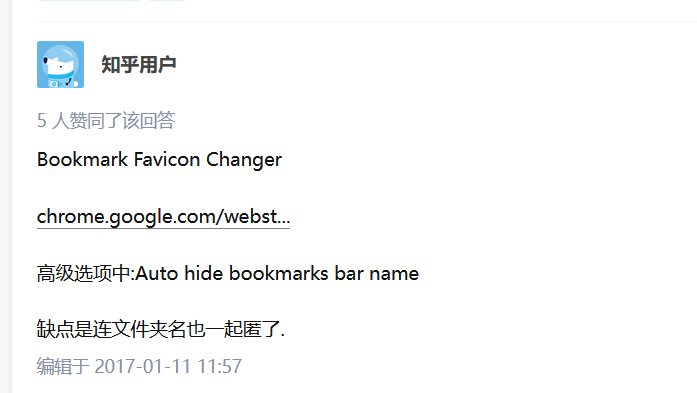 知乎用户
5 人赞同了该回答
Bookmark Favicon Changer
chrome.google.com/webst...
高级选项中:Auto hide bookmarks bar name
缺点是连文件夹名也一起匿了.
编辑于 2017-01-11 11:57